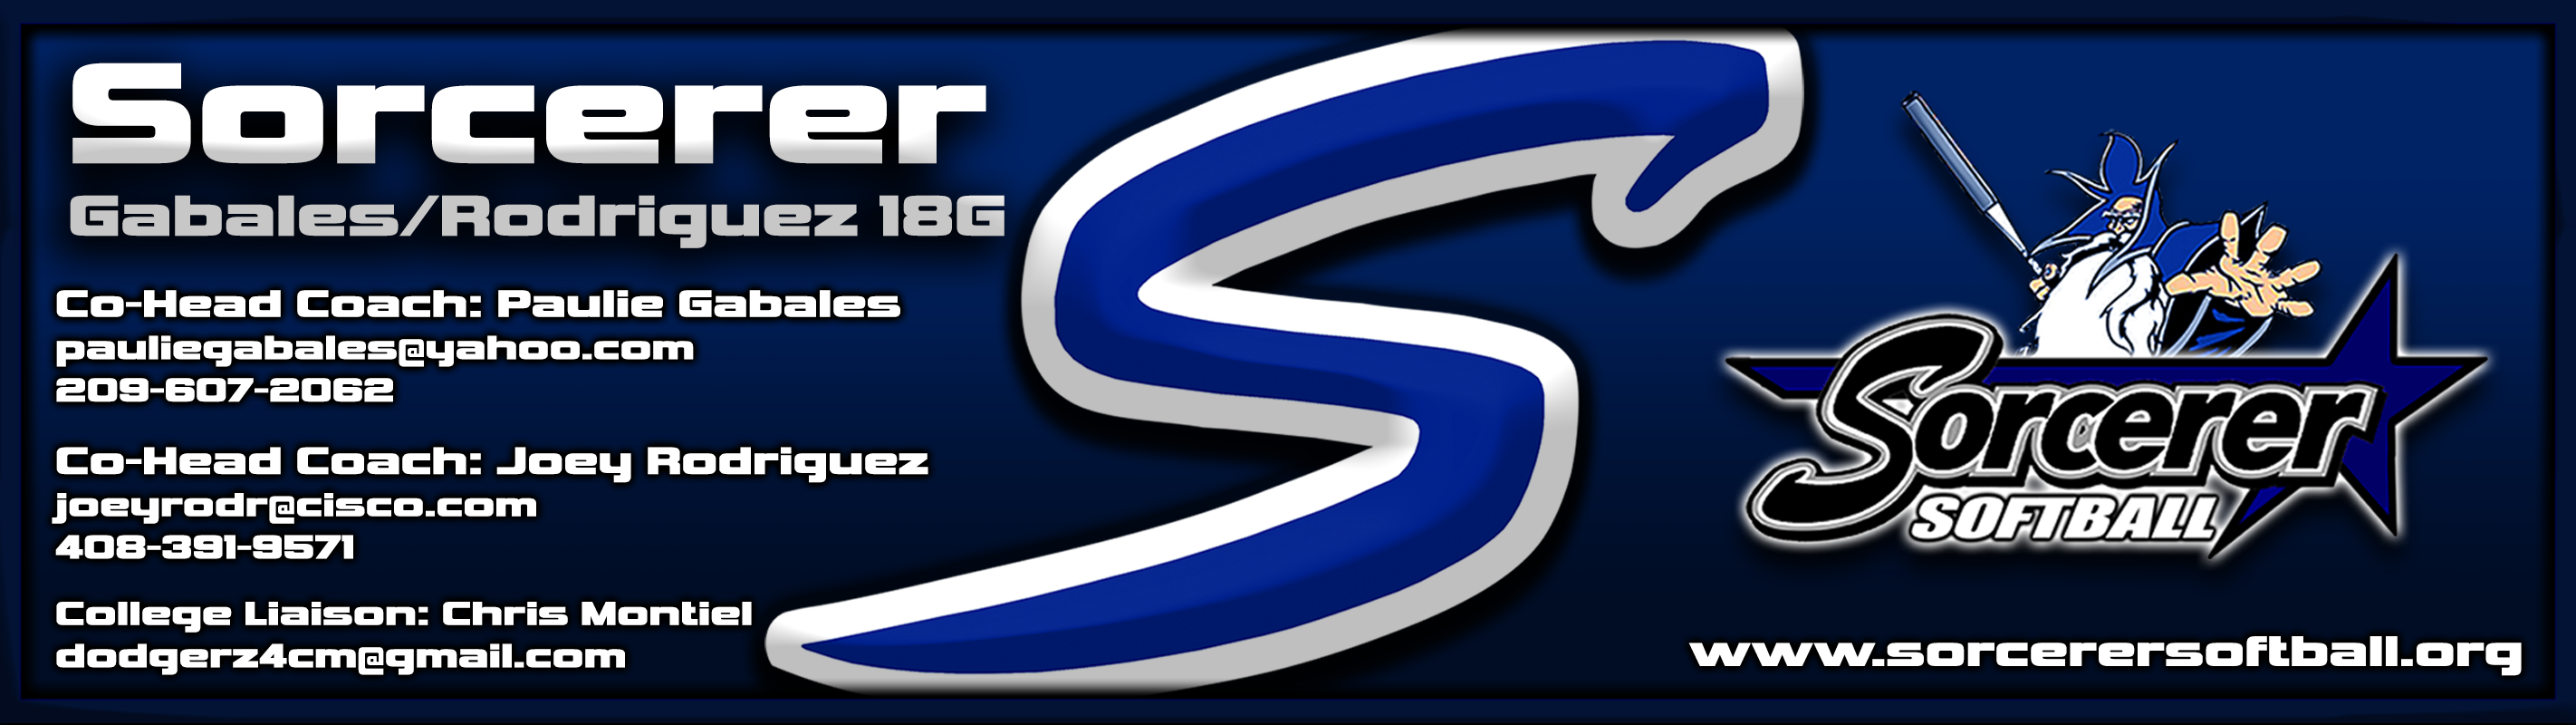 Sorcerer
Gabales/Rodriguez 18G
Co-Head Coach: Paulie Gabales
pauliegabales@yahoo.com
209-607-2062
Co-Head Coach: Joey Rodriguez
joeyrodr@cisco.com
408-391-9571
College Liaison: Chris Montiel
dodgerz4cm@gmail.com
S
Sorcerer
SOFTBALL
www.sorcerersoftball.org